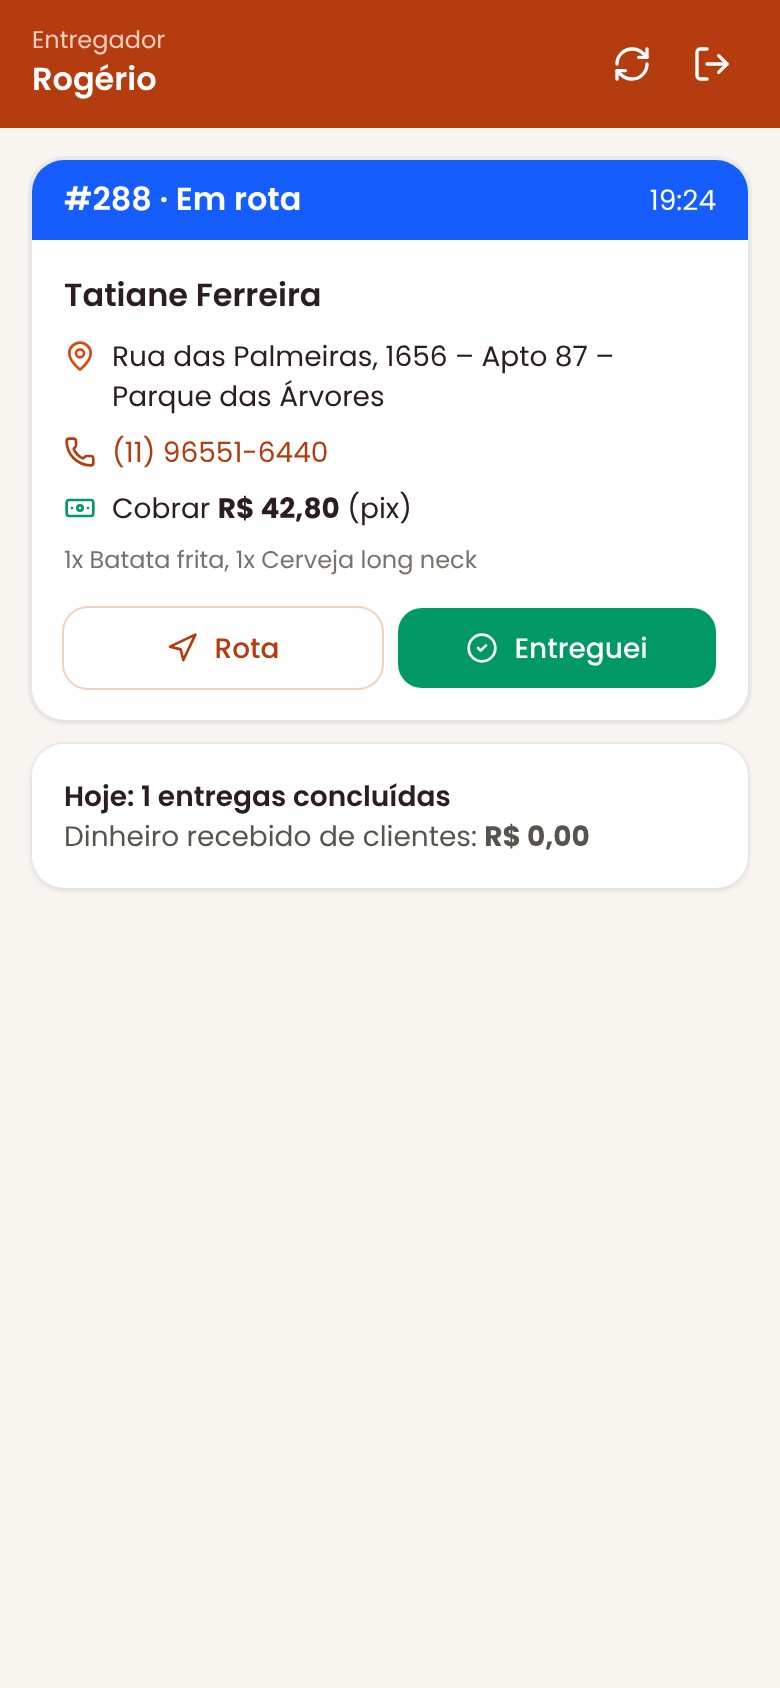 Entregador
Rogério
#288 · Em rota
19:24
Tatiane Ferreira
Rua das Palmeiras, 1656 – Apto 87 –
Parque das Árvores
(11) 96551-6440
Cobrar R$ 42,80 (pix)
1x Batata frita, 1x Cerveja long neck
Rota
Entreguei
Hoje: 1 entregas concluídas
Dinheiro recebido de clientes: R$ 0,00